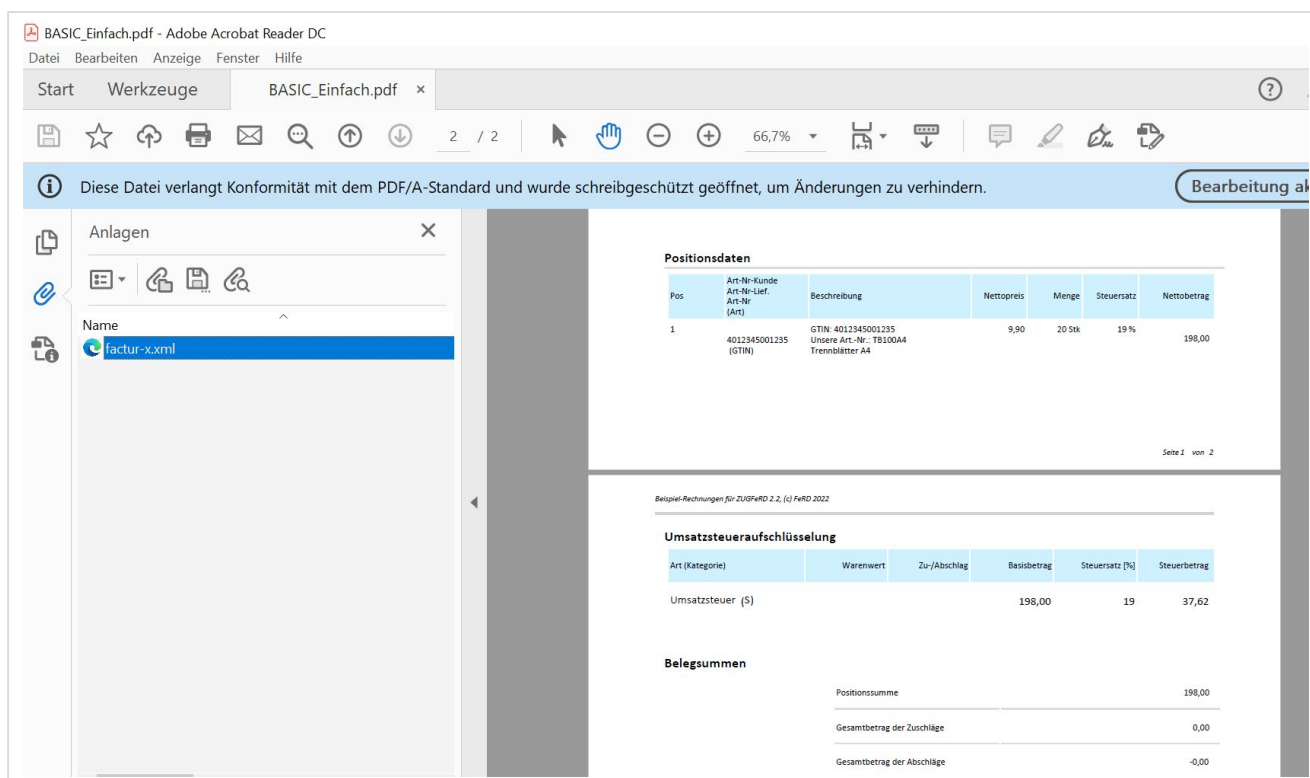 BASIC_Einfach.pdf - Adobe Acrobat Reader DC
Datei Bearbeiten Anzeige Fenster Hilfe
Start Werkzeuge BASIC_Einfach.pdf ×
2 / 2 66,7%
Diese Datei verlangt Konformität mit dem PDF/A-Standard und wurde schreibgeschützt geöffnet, um Änderungen zu verhindern. Bearbeitung ak
Anlagen
Name
factur-x.xml
Positionsdaten
Pos Art-Nr-Kunde Art-Nr-Lief. Art-Nr (Art) Beschreibung Nettopreis Menge Steuersatz Nettobetrag
1 GTIN: 4012345001235 9,90 20 Stk 19%
4012345001235 Unsere Art.-Nr.: TB100A4 198,00
(GTIN) Trennblätter A4
Seite 1 von 2
Beispiel-Rechnungen für ZUGFeRD 2.2, (c) FeRD 2022
Umsatzsteueraufschlüsselung
Art (Kategorie) Warenwert Zu-/Abschlag Basisbetrag Steuersatz [%] Steuerbetrag
Umsatzsteuer (S) 198,00 19 37,62
Belegsummen
Positionssumme 198,00
Gesamtbetrag der Zuschläge 0,00
Gesamtbetrag der Abschläge -0,00